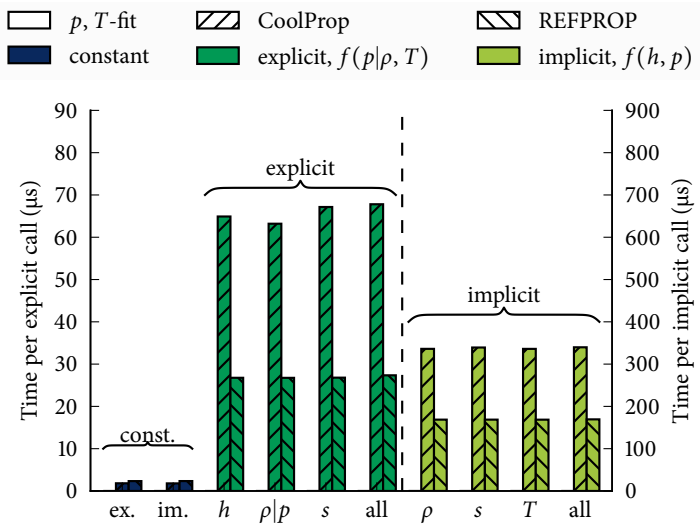 p, T-fit CoolProp REFPROP
constant explicit, f(p|ρ, T) implicit, f(h, p)
90 900
80 800
70 700
60 600
50 500
40 400
30 300
20 200
10 100
0 0
Time per explicit call (μs)
Time per implicit call (μs)
explicit
implicit
const.
ex. im. h ρ|p s all ρ s T all